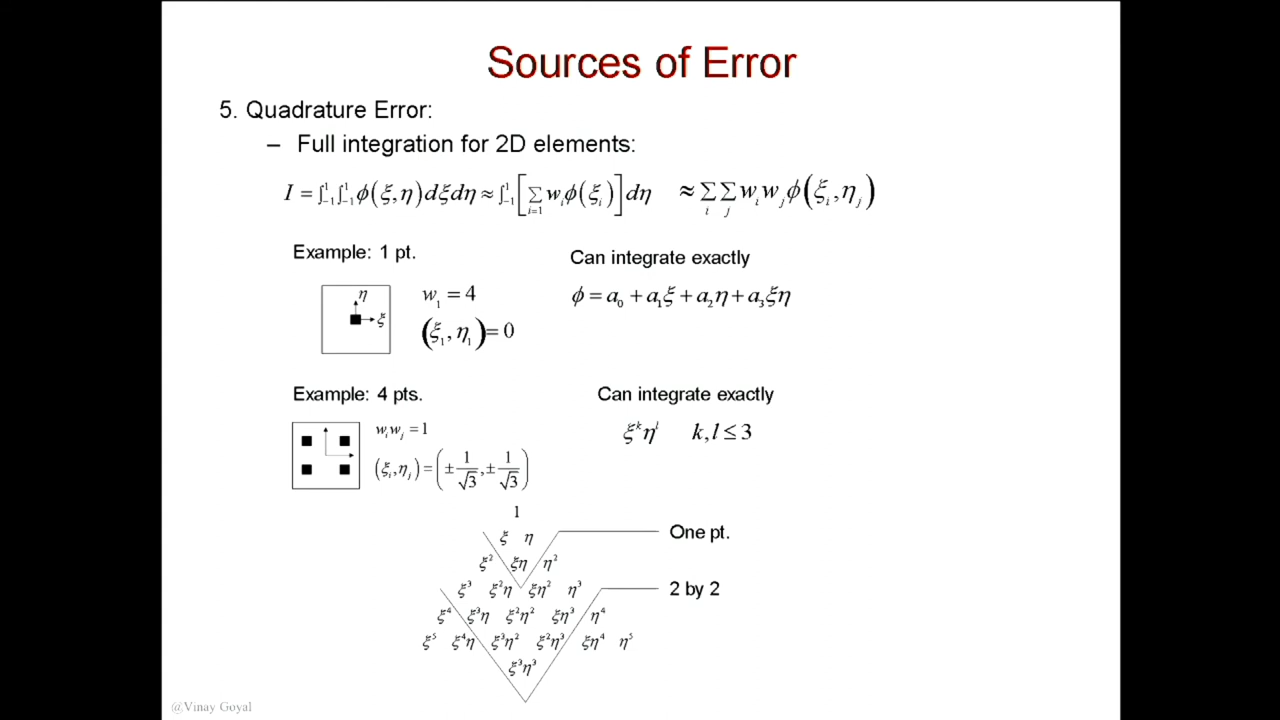 Sources of Error
5. Quadrature Error:
– Full integration for 2D elements:
I = ∫₋₁¹∫₋₁¹ ϕ(ξ,η)dξdη ≈ ∫₋₁¹[∑ᵢ₌₁ wᵢϕ(ξᵢ)]dη ≈ ∑ᵢ∑ⱼ wᵢwⱼϕ(ξᵢ,ηⱼ)
Example: 1 pt.
Can integrate exactly
η
ξ
w₁ = 4
ϕ = a₀ + a₁ξ + a₂η + a₃ξη
(ξ₁,η₁) = 0
Example: 4 pts.
Can integrate exactly
wᵢwⱼ = 1
ξᵏηˡ k,l ≤ 3
(ξᵢ,ηⱼ) = (±1/√3,±1/√3)
1
ξ η
One pt.
ξ² ξη η²
ξ³ ξ²η ξη² η³
2 by 2
ξ⁴ ξ³η ξ²η² ξη³ η⁴
ξ⁵ ξ⁴η ξ³η² ξ²η³ ξη⁴ η⁵
ξ³η³
@Vinay Goyal